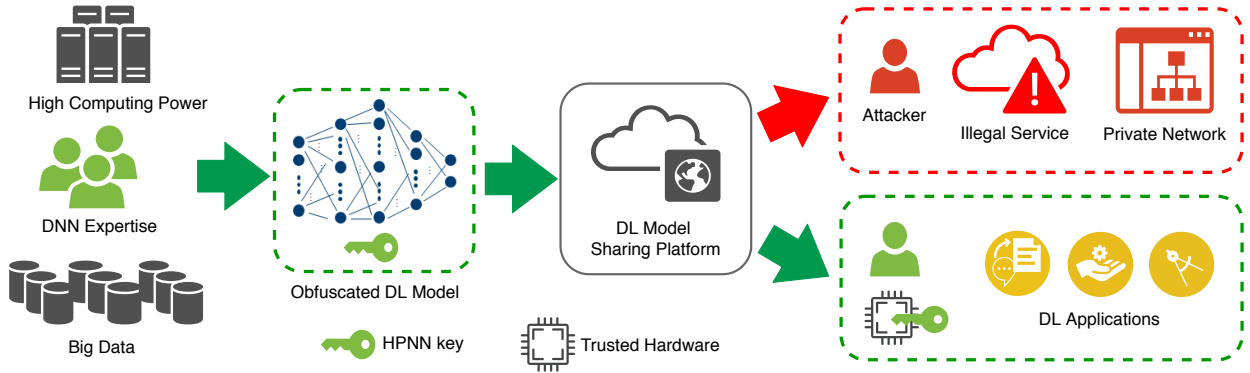 High Computing Power
DNN Expertise
Big Data
Obfuscated DL Model
HPNN key
Trusted Hardware
DL Model
Sharing Platform
Attacker
Illegal Service
Private Network
DL Applications